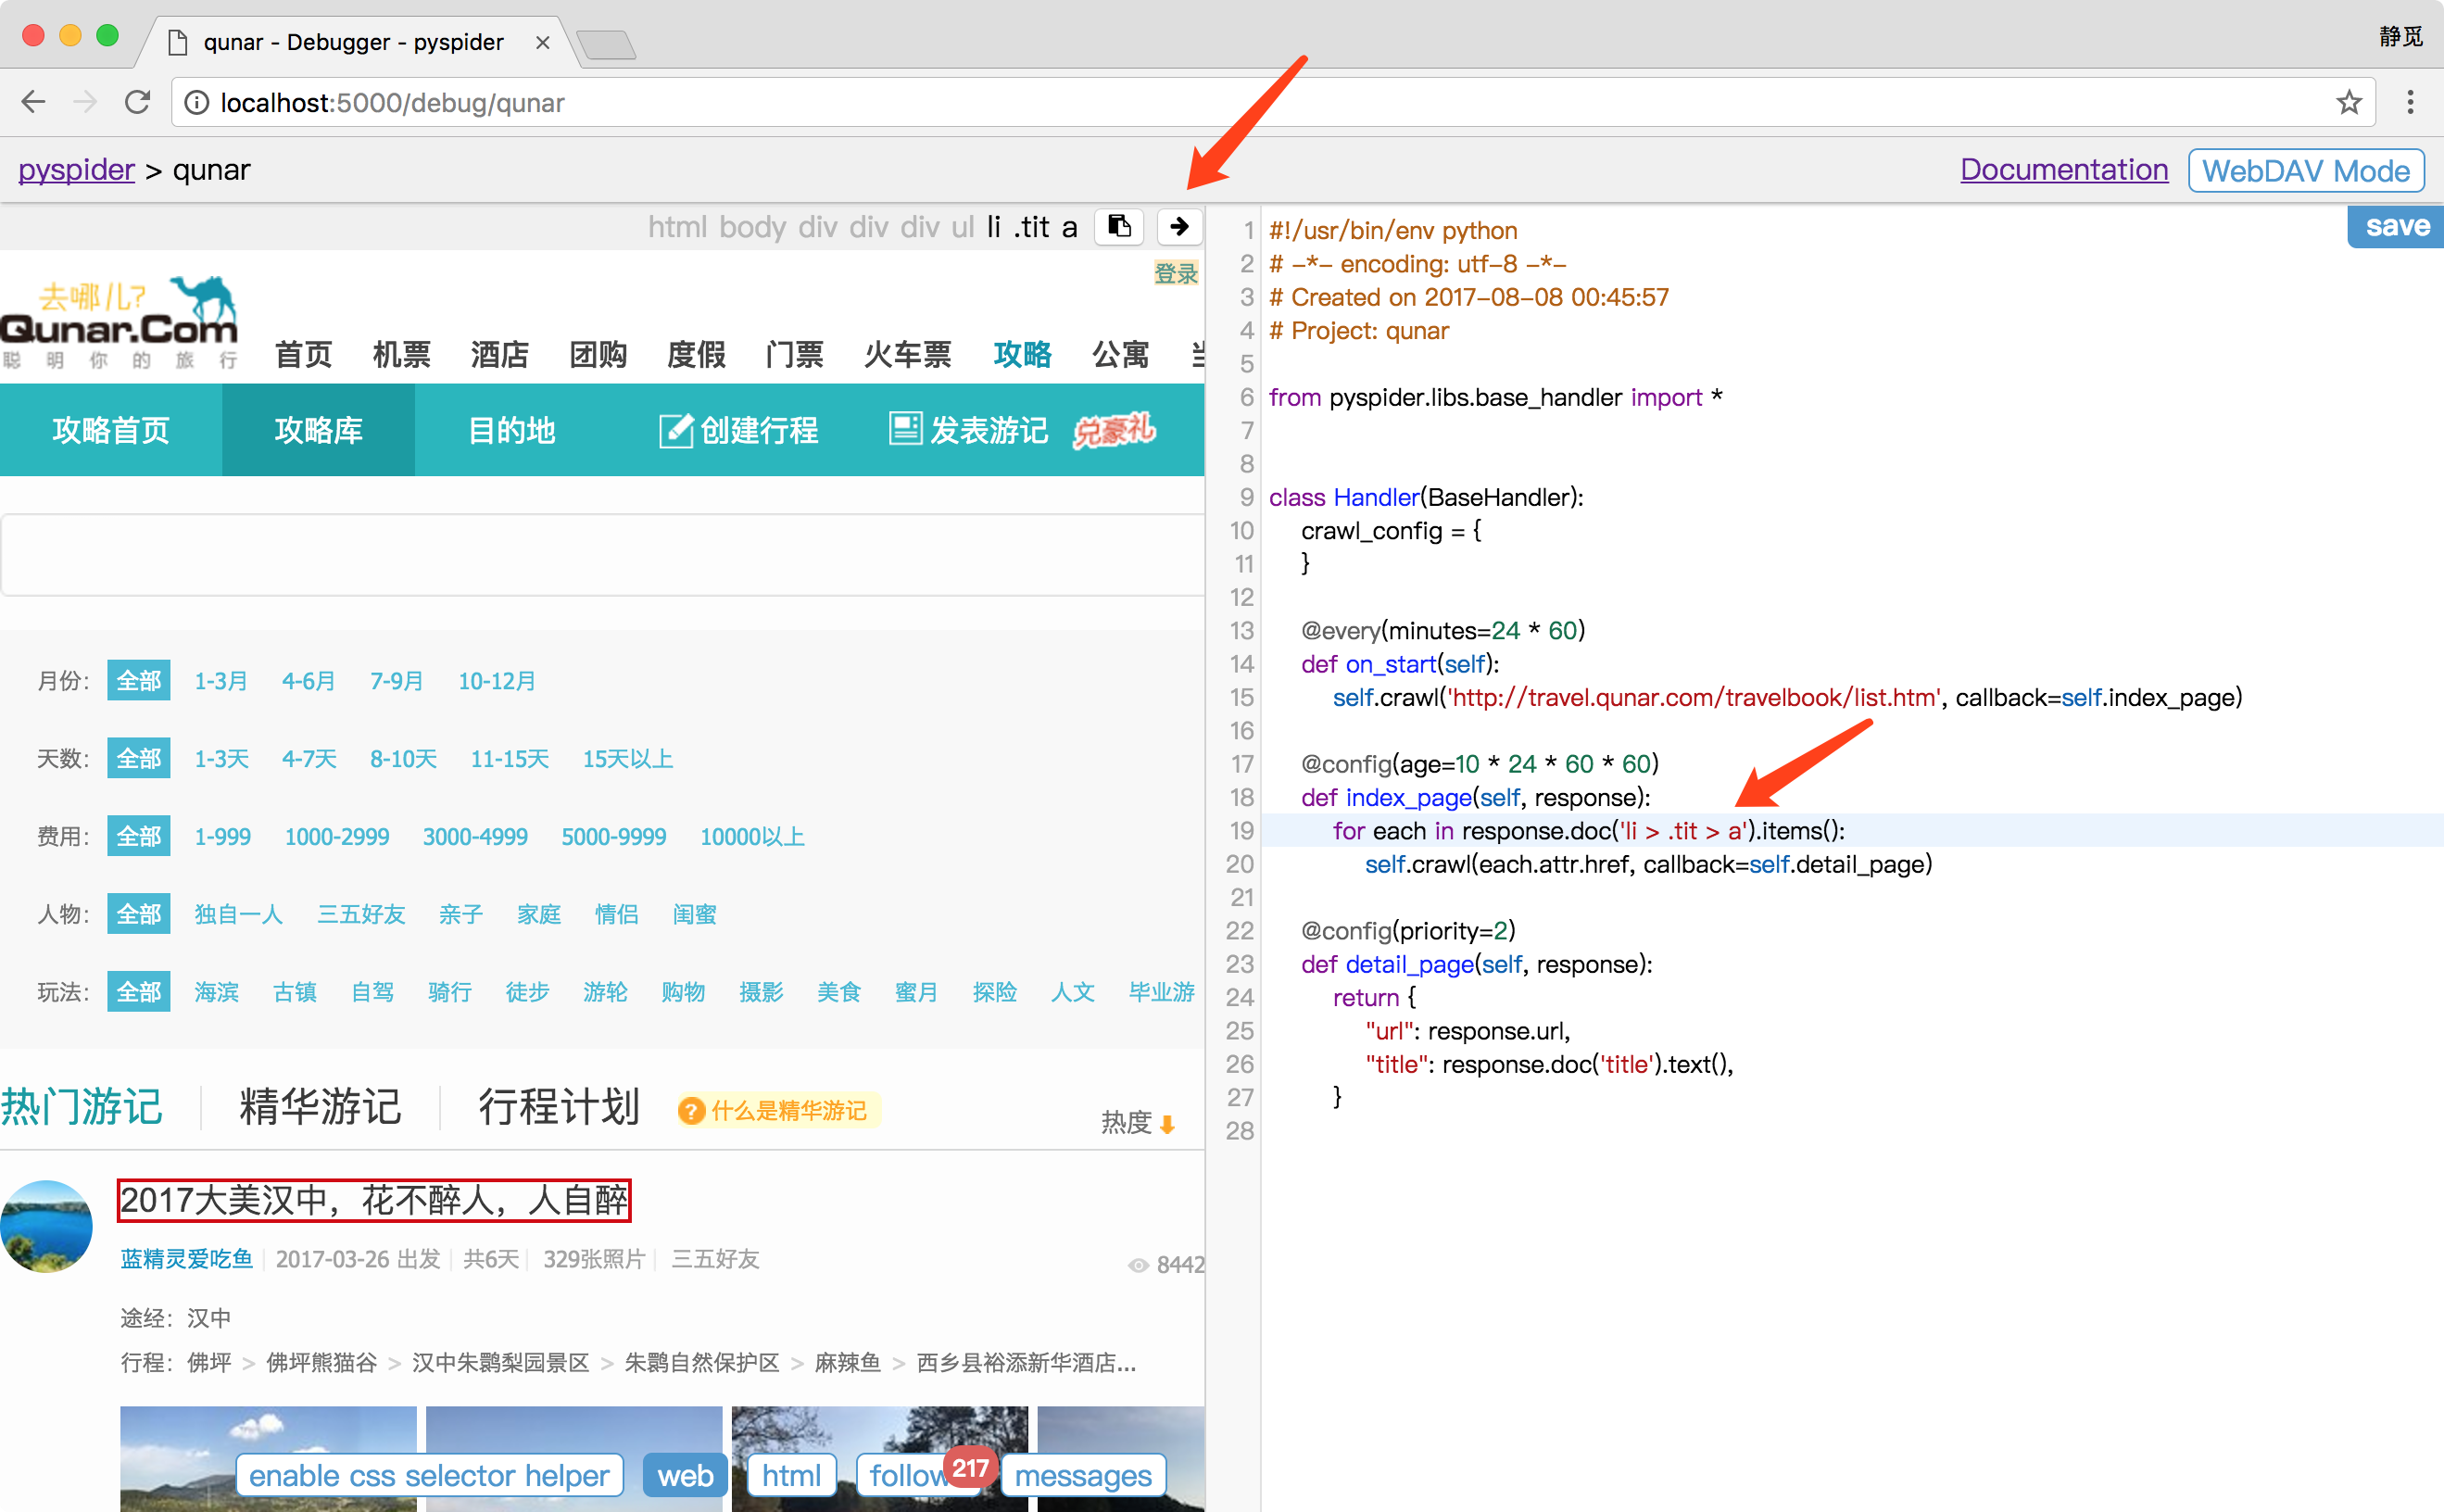 qunar - Debugger - pyspider
静觅
localhost:5000/debug/qunar
pyspider > qunar
Documentation
WebDAV Mode
html body div div div ul li .tit a
登录
去哪儿?
Qunar.Com
聪明你的旅行
首页 机票 酒店 团购 度假 门票 火车票 攻略 公寓
攻略首页 攻略库 目的地 创建行程 发表游记 兑豪礼
月份: 全部 1-3月 4-6月 7-9月 10-12月
天数: 全部 1-3天 4-7天 8-10天 11-15天 15天以上
费用: 全部 1-999 1000-2999 3000-4999 5000-9999 10000以上
人物: 全部 独自一人 三五好友 亲子 家庭 情侣 闺蜜
玩法: 全部 海滨 古镇 自驾 骑行 徒步 游轮 购物 摄影 美食 蜜月 探险 人文 毕业游
热门游记 精华游记 行程计划 ? 什么是精华游记 热度
2017大美汉中，花不醉人，人自醉
蓝精灵爱吃鱼 2017-03-26 出发 共6天 329张照片 三五好友 8442
途经：汉中
行程：佛坪 > 佛坪熊猫谷 > 汉中朱鹮梨园景区 > 朱鹮自然保护区 > 麻辣鱼 > 西乡县裕添新华酒店...
enable css selector helper web html follow 217 messages
save
1 #!/usr/bin/env python
2 # -*- encoding: utf-8 -*-
3 # Created on 2017-08-08 00:45:57
4 # Project: qunar
5
6 from pyspider.libs.base_handler import *
7
8
9 class Handler(BaseHandler):
10 crawl_config = {
11 }
12
13 @every(minutes=24 * 60)
14 def on_start(self):
15 self.crawl('http://travel.qunar.com/travelbook/list.htm', callback=self.index_page)
16
17 @config(age=10 * 24 * 60 * 60)
18 def index_page(self, response):
19 for each in response.doc('li > .tit > a').items():
20 self.crawl(each.attr.href, callback=self.detail_page)
21
22 @config(priority=2)
23 def detail_page(self, response):
24 return {
25 "url": response.url,
26 "title": response.doc('title').text(),
27 }
28